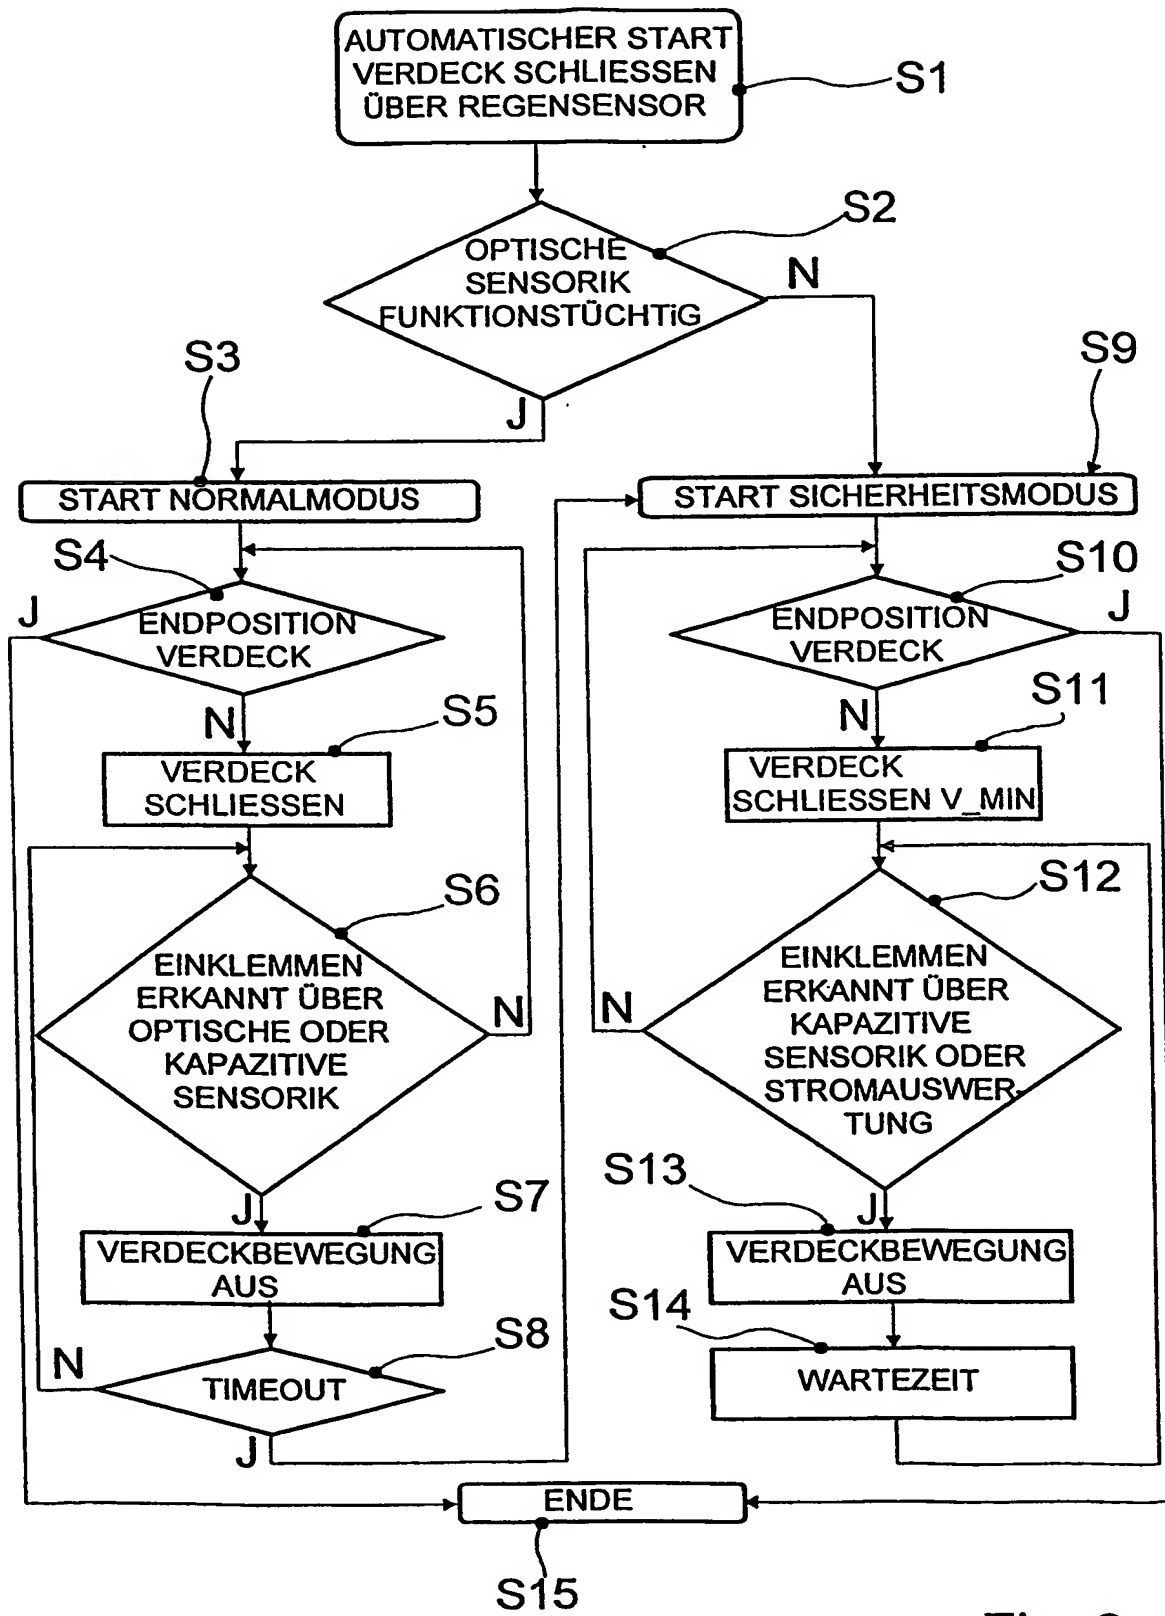 AUTOMATISCHER START
VERDECK SCHLIESSEN
ÜBER REGENSENSOR
S1
S2
OPTISCHE
SENSORIK
FUNKTIONSTÜCHTiG
N
J
S3
START NORMALMODUS
S9
START SICHERHEITSMODUS
S4
J
ENDPOSITION
VERDECK
N
S5
VERDECK
SCHLIESSEN
S6
EINKLEMMEN
ERKANNT ÜBER
OPTISCHE ODER
KAPAZITIVE
SENSORIK
N
J
S7
VERDECKBEWEGUNG
AUS
S8
N
TIMEOUT
J
S10
J
ENDPOSITION
VERDECK
N
S11
VERDECK
SCHLIESSEN V_MIN
S12
EINKLEMMEN
ERKANNT ÜBER
KAPAZITIVE
SENSORIK ODER
STROMAUSWER-
TUNG
N
J
S13
VERDECKBEWEGUNG
AUS
S14
WARTEZEIT
ENDE
S15